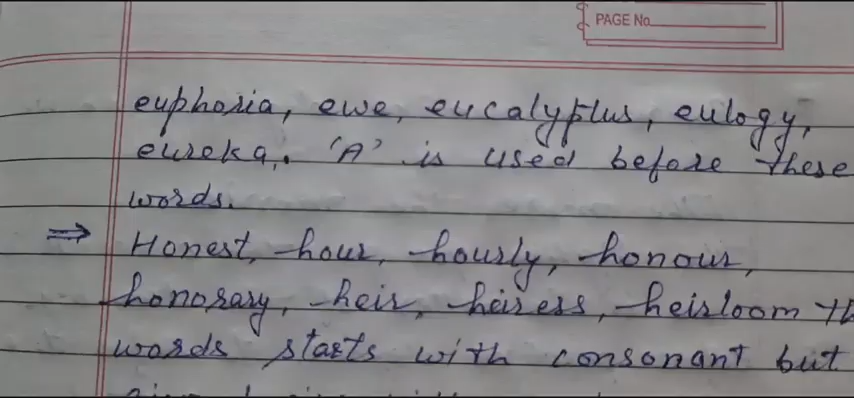 PAGE No.
euphoria, ewe, eucalyptus, eulogy,
eureka. 'A' is used before these
words.
⇒ Honest, hour, hourly, honour,
honorary, heir, heiress, heirloom th
words starts with consonant but